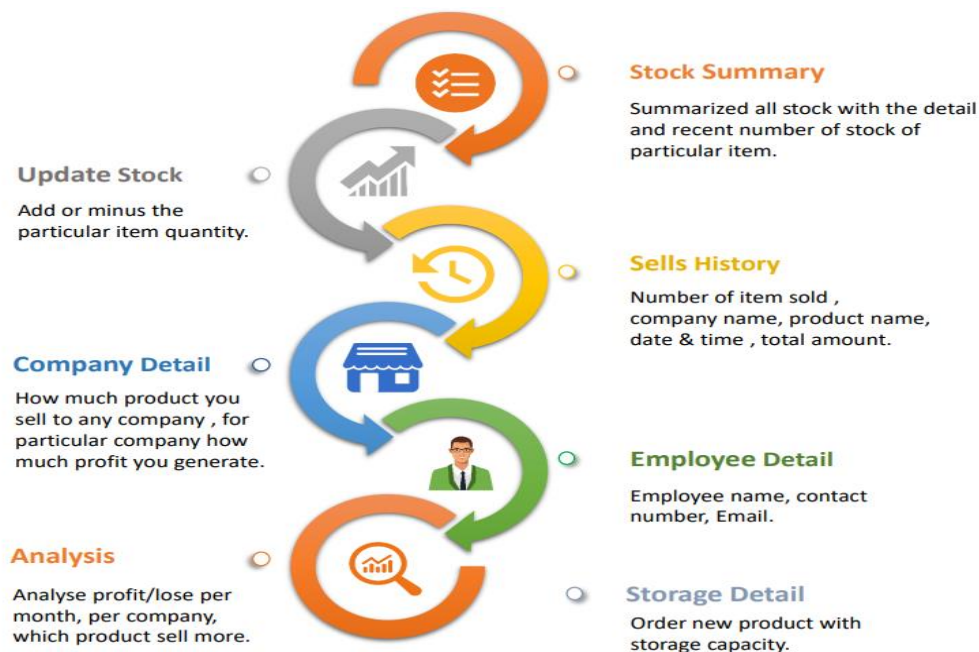 Stock Summary
Summarized all stock with the detail
and recent number of stock of
particular item.
Update Stock
Add or minus the
particular item quantity.
Sells History
Number of item sold ,
company name, product name,
date & time , total amount.
Company Detail
How much product you
sell to any company , for
particular company how
much profit you generate.
Employee Detail
Employee name, contact
number, Email.
Analysis
Analyse profit/lose per
month, per company,
which product sell more.
Storage Detail
Order new product with
storage capacity.